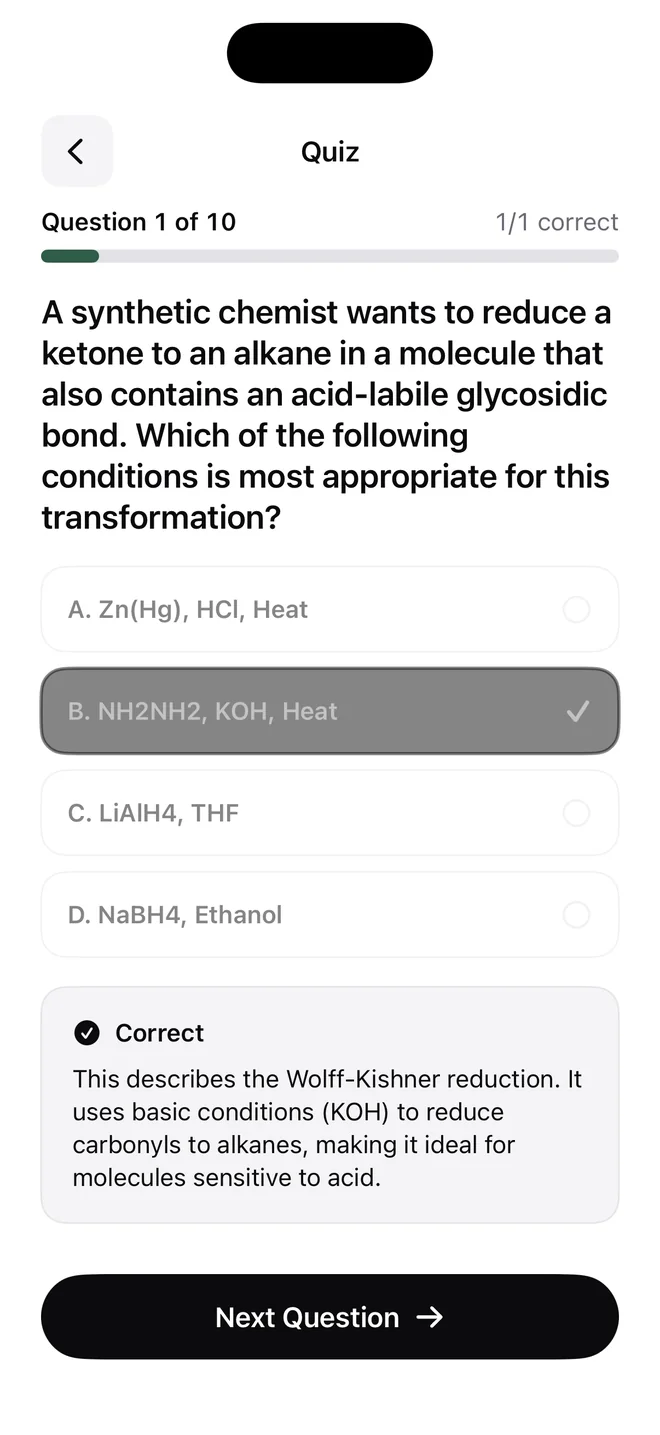 Quiz
Question 1 of 10
1/1 correct
A synthetic chemist wants to reduce a
ketone to an alkane in a molecule that
also contains an acid-labile glycosidic
bond. Which of the following
conditions is most appropriate for this
transformation?
A. Zn(Hg), HCl, Heat
B. NH2NH2, KOH, Heat
C. LiAlH4, THF
D. NaBH4, Ethanol
Correct
This describes the Wolff-Kishner reduction. It
uses basic conditions (KOH) to reduce
carbonyls to alkanes, making it ideal for
molecules sensitive to acid.
Next Question